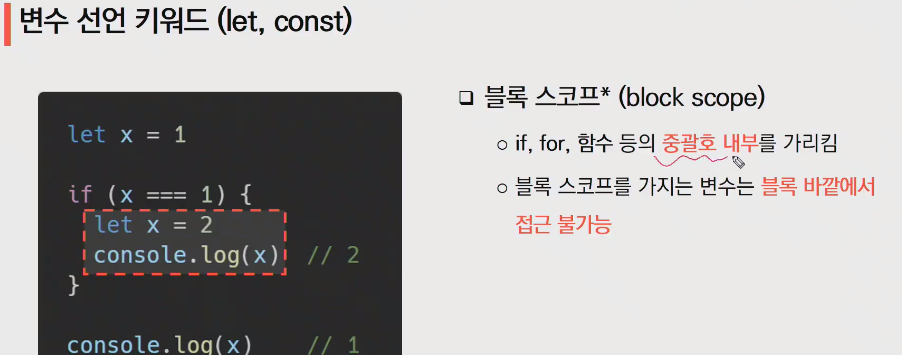 변수 선언 키워드 (let, const)
let x = 1
if (x === 1) {
let x = 2
console.log(x) // 2
}
console.log(x) // 1
❑ 블록 스코프* (block scope)
○ if, for, 함수 등의 중괄호 내부를 가리킴
○ 블록 스코프를 가지는 변수는 블록 바깥에서
접근 불가능